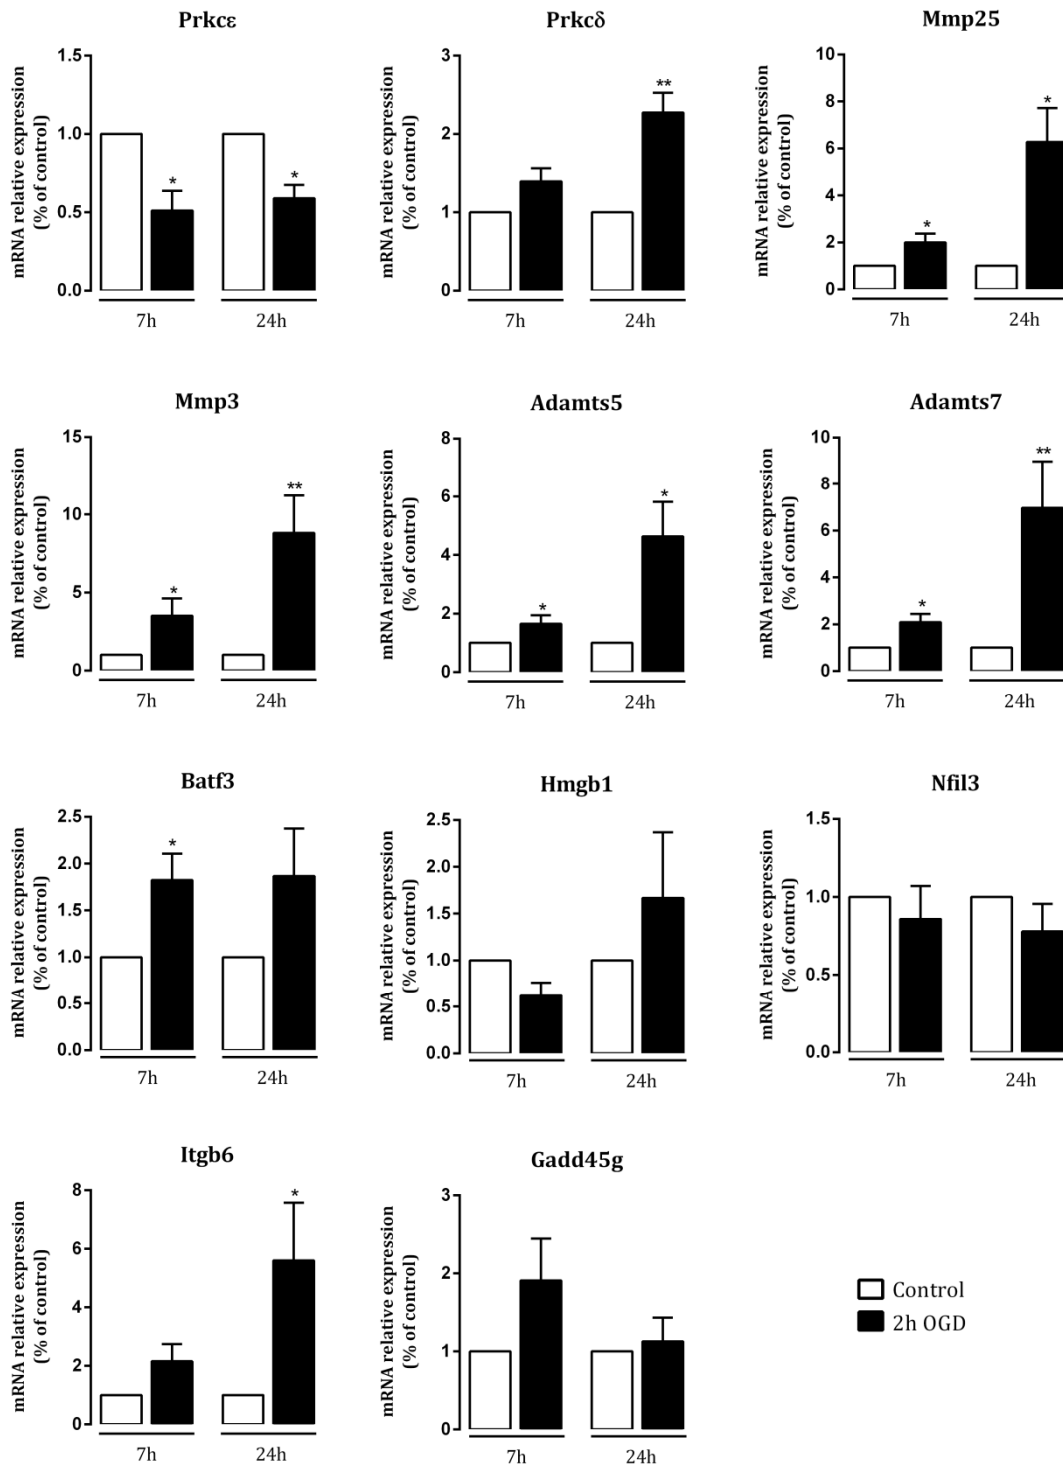 Prkcε
mRNA relative expression
(% of control)
1.5
1.0
0.5
0.0
*
*
7h
24h
Prkcδ
mRNA relative expression
(% of control)
3
2
1
0
**
7h
24h
Mmp25
mRNA relative expression
(% of control)
10
8
6
4
2
0
*
*
7h
24h
Mmp3
mRNA relative expression
(% of control)
15
10
5
0
*
**
7h
24h
Adamts5
mRNA relative expression
(% of control)
8
6
4
2
0
*
*
7h
24h
Adamts7
mRNA relative expression
(% of control)
10
8
6
4
2
0
*
**
7h
24h
Batf3
mRNA relative expression
(% of control)
2.5
2.0
1.5
1.0
0.5
0.0
*
7h
24h
Hmgb1
mRNA relative expression
(% of control)
2.5
2.0
1.5
1.0
0.5
0.0
7h
24h
Nfil3
mRNA relative expression
(% of control)
1.5
1.0
0.5
0.0
7h
24h
Itgb6
mRNA relative expression
(% of control)
8
6
4
2
0
*
7h
24h
Gadd45g
mRNA relative expression
(% of control)
3
2
1
0
7h
24h
Control
2h OGD